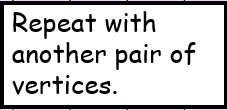 Repeat with
another pair of
vertices.